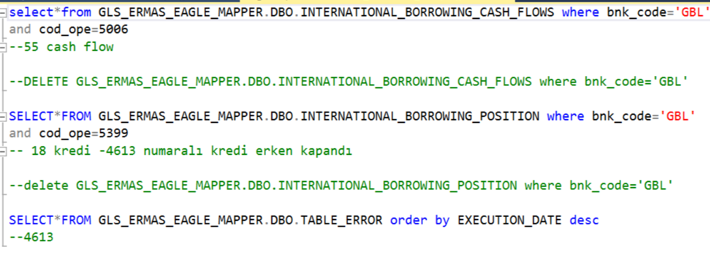 select*from GLS_ERMAS_EAGLE_MAPPER.DBO.INTERNATIONAL_BORROWING_CASH_FLOWS where bnk_code='GBL'
and cod_ope=5006
--55 cash flow
--DELETE GLS_ERMAS_EAGLE_MAPPER.DBO.INTERNATIONAL_BORROWING_CASH_FLOWS where bnk_code='GBL'
SELECT*FROM GLS_ERMAS_EAGLE_MAPPER.DBO.INTERNATIONAL_BORROWING_POSITION where bnk_code='GBL'
and cod_ope=5399
-- 18 kredi -4613 numaralı kredi erken kapandı
--delete GLS_ERMAS_EAGLE_MAPPER.DBO.INTERNATIONAL_BORROWING_POSITION where bnk_code='GBL'
SELECT*FROM GLS_ERMAS_EAGLE_MAPPER.DBO.TABLE_ERROR order by EXECUTION_DATE desc
--4613